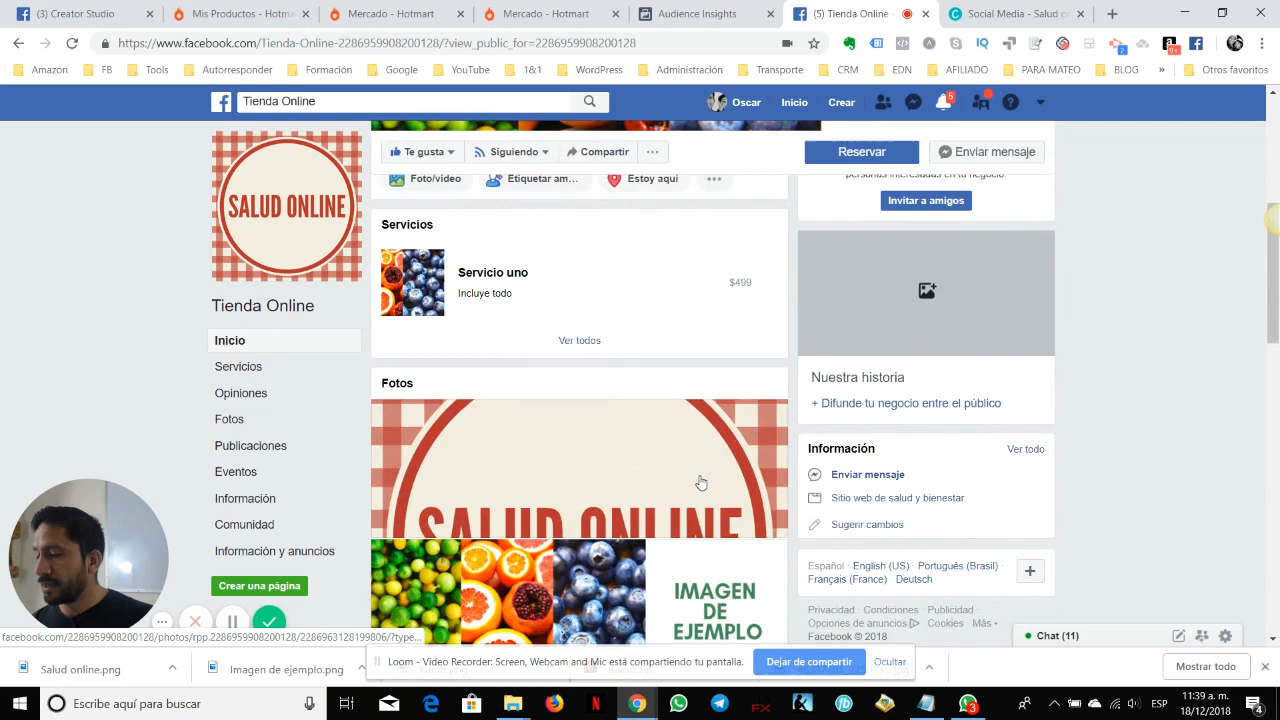 (3) Creator Studio
Mis Productos - Hotma
Mercado - Hotmart
Mercado - Hotmart
Audience Insights
(5) Tienda Online -
Social Media - Salud o
https://www.facebook.com/Tienda-Online-2286959908200128/?view_public_for=2286959908200128
Amazon
FB
Tools
Autorresponder
Formación
Google
YouTube
1&1
WordPress
Administración
Transporte
CRM
EDN
AFILIADO
PARA MATEO
BLOG
»
Otros favoritos
Tienda Online
Oscar
Inicio
Crear
5
Te gusta
Siguiendo
Compartir
Reservar
Enviar mensaje
Foto/video
Etiquetar am...
Estoy aquí
personas interesadas en tu negocio.
Invitar a amigos
SALUD ONLINE
Tienda Online
Inicio
Servicios
Opiniones
Fotos
Publicaciones
Eventos
Información
Comunidad
Información y anuncios
Crear una página
Servicios
Servicio uno
Incluye todo
$499
Ver todos
Fotos
SALUD ONLINE
IMAGEN
DE
EJEMPLO
Nuestra historia
+ Difunde tu negocio entre el público
Información
Ver todo
Enviar mensaje
Sitio web de salud y bienestar
Sugerir cambios
Español · English (US) · Português (Brasil) ·
Français (France) · Deutsch
Privacidad · Condiciones · Publicidad ·
Opciones de anuncios · Cookies · Más
Facebook © 2018
Chat (11)
facebook.com/2286959908200128/photos/rpp.2286959908200128/2286963128199806/?type...
Salud online.png
Imagen de ejemplo.png
Loom - Video Recorder: Screen, Webcam and Mic está compartiendo tu pantalla.
Dejar de compartir
Ocultar
Mostrar todo
Escribe aquí para buscar
ESP
11:39 a. m.
18/12/2018